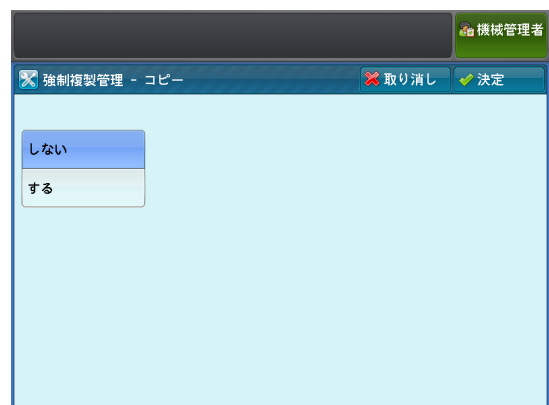 機械管理者
強制複製管理 - コピー
取り消し
決定
しない
する